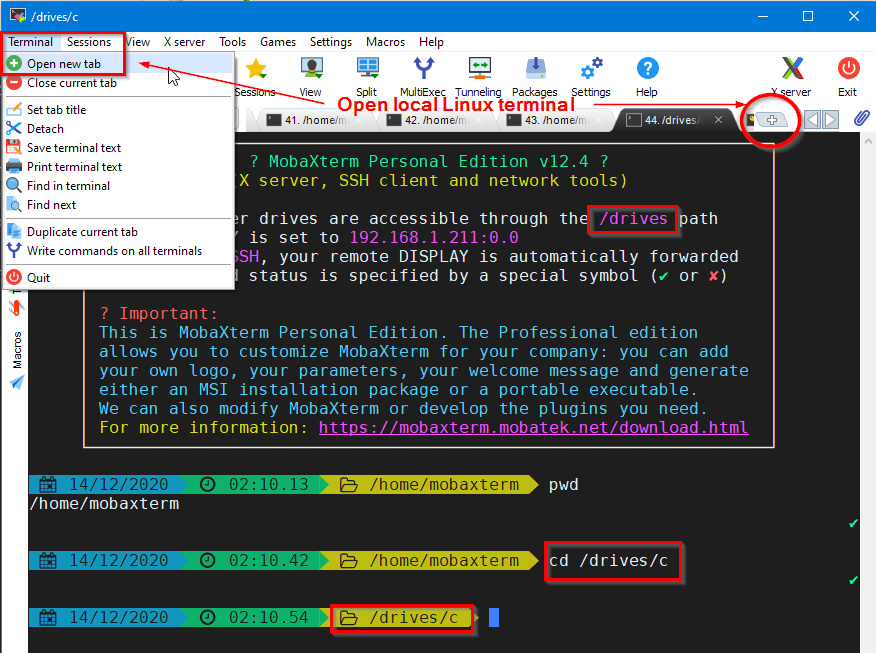 /drives/c
Terminal Sessions View X server Tools Games Settings Macros Help
Open new tab
Close current tab
Set tab title
Detach
Save terminal text
Print terminal text
Find in terminal
Find next
Duplicate current tab
Write commands on all terminals
Quit
Sessions View Split MultiExec Tunneling Packages Settings Help X server Exit
Open local Linux terminal
41. /home/m 42. /home/m 43. /home/m 44. /drives/
? MobaXterm Personal Edition v12.4 ?
X server, SSH client and network tools)
er drives are accessible through the /drives path
Y is set to 192.168.1.211:0.0
SSH, your remote DISPLAY is automatically forwarded
d status is specified by a special symbol (✔ or ✘)
? Important:
This is MobaXterm Personal Edition. The Professional edition
allows you to customize MobaXterm for your company: you can add
your own logo, your parameters, your welcome message and generate
either an MSI installation package or a portable executable.
We can also modify MobaXterm or develop the plugins you need.
For more information: https://mobaxterm.mobatek.net/download.html
Macros
14/12/2020 02:10.13 /home/mobaxterm pwd
/home/mobaxterm
14/12/2020 02:10.42 /home/mobaxterm cd /drives/c
14/12/2020 02:10.54 /drives/c